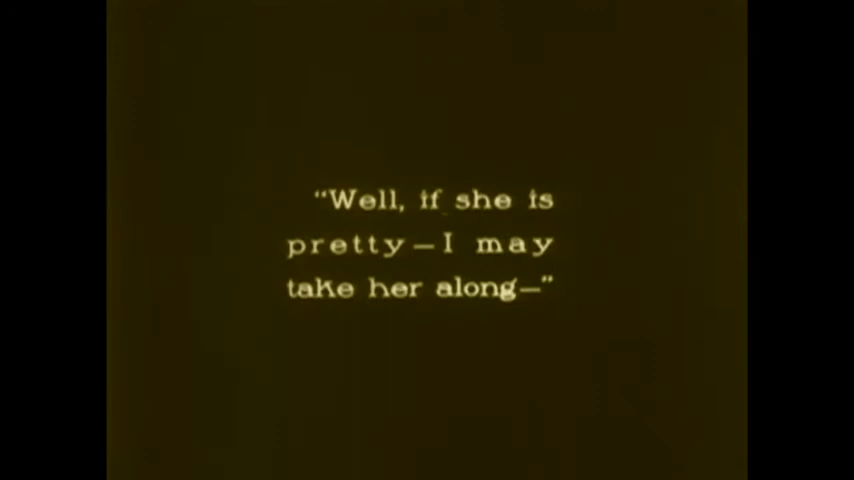 “Well, if she is
pretty—I may
take her along—”